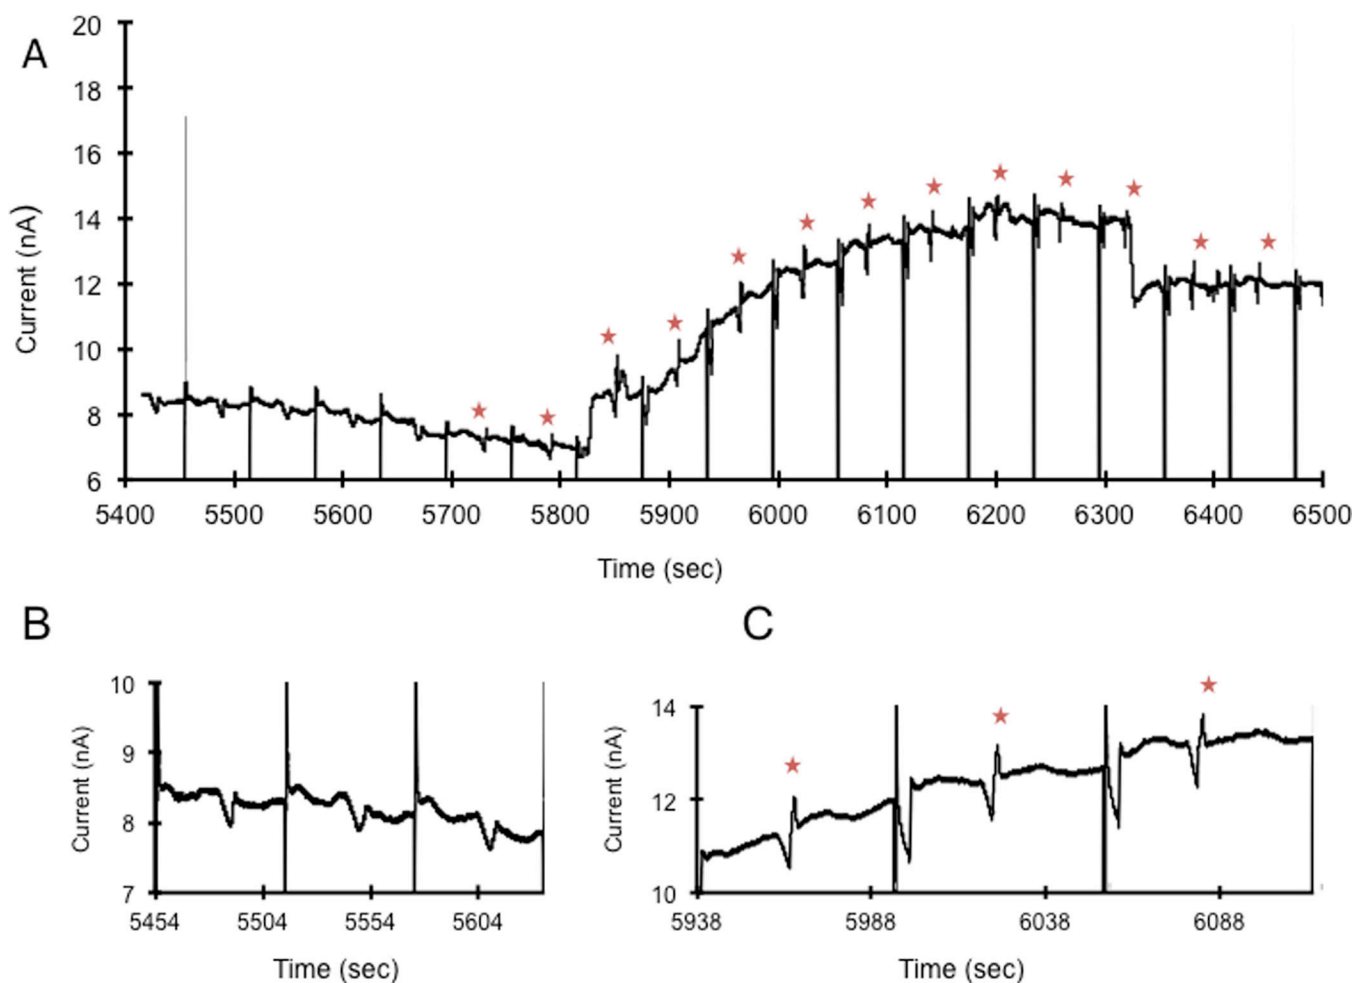 A
20
18
16
14
12
10
8
6
Current (nA)
5400 5500 5600 5700 5800 5900 6000 6100 6200 6300 6400 6500
Time (sec)
B
10
9
8
7
Current (nA)
5454 5504 5554 5604
Time (sec)
C
14
12
10
Current (nA)
5938 5988 6038 6088
Time (sec)